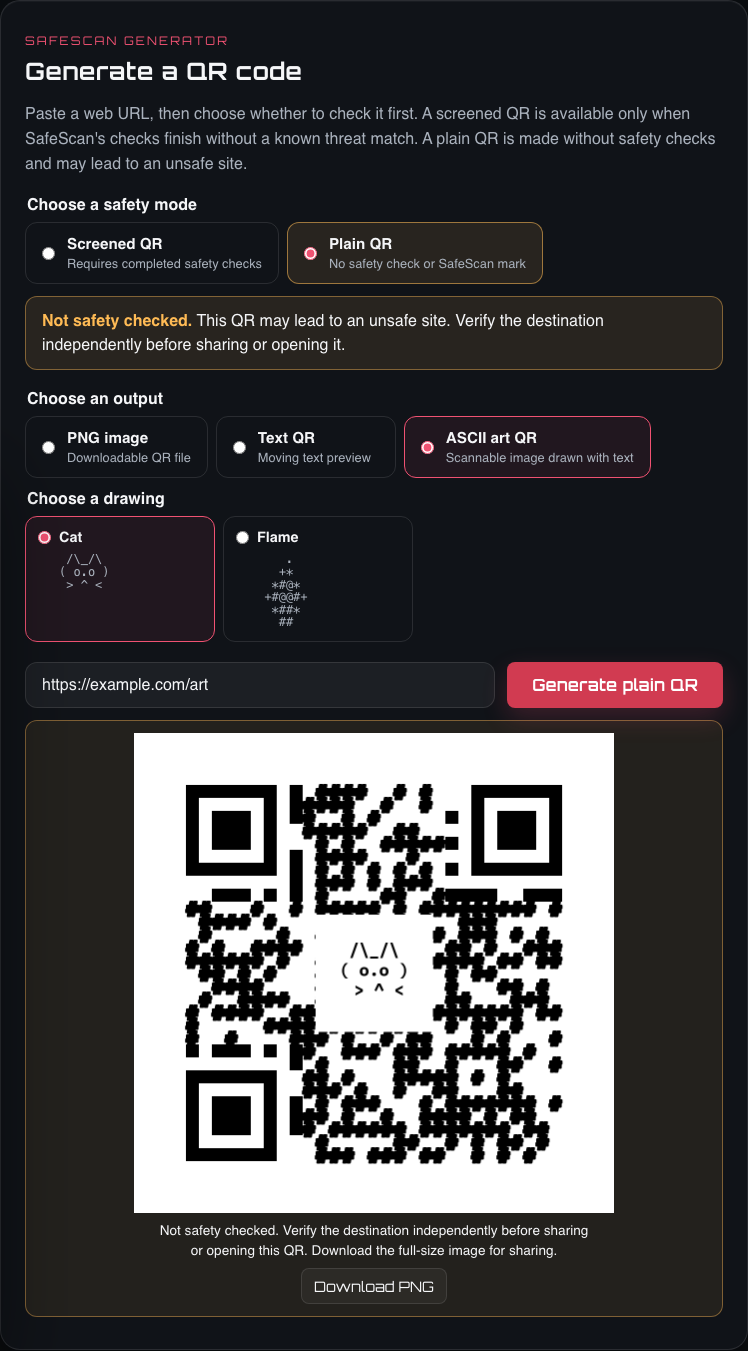 SAFESCAN GENERATOR
Generate a QR code
Paste a web URL, then choose whether to check it first. A screened QR is available only when
SafeScan's checks finish without a known threat match. A plain QR is made without safety checks
and may lead to an unsafe site.
Choose a safety mode
Screened QR
Requires completed safety checks
Plain QR
No safety check or SafeScan mark
Not safety checked. This QR may lead to an unsafe site. Verify the destination
independently before sharing or opening it.
Choose an output
PNG image
Downloadable QR file
Text QR
Moving text preview
ASCII art QR
Scannable image drawn with text
Choose a drawing
Cat
/\_/\
( o.o )
> ^ <
Flame
.
+*
*#@*
+#@@#+
*##*
##
https://example.com/art
Generate plain QR
/\_/\
( o.o )
> ^ <
Not safety checked. Verify the destination independently before sharing
or opening this QR. Download the full-size image for sharing.
Download PNG